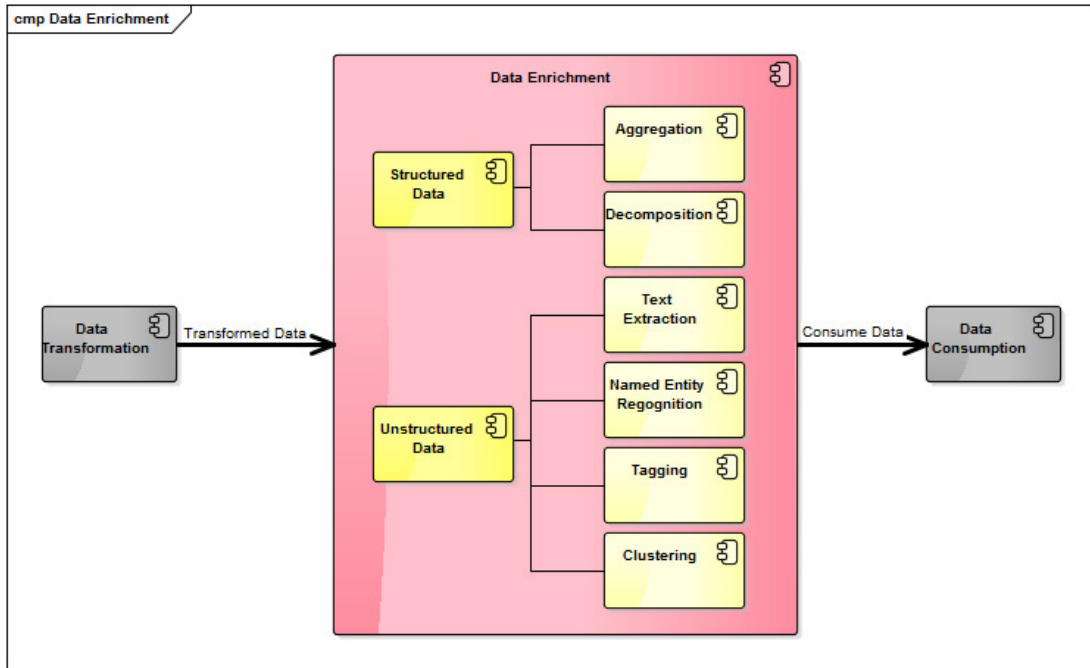 cmp Data Enrichment
Data Enrichment
Aggregation
Structured
Data
Decomposition
Text
Extraction
Data
Transformation
Transformed Data
Consume Data
Data
Consumption
Named Entity
Regognition
Unstructured
Data
Tagging
Clustering